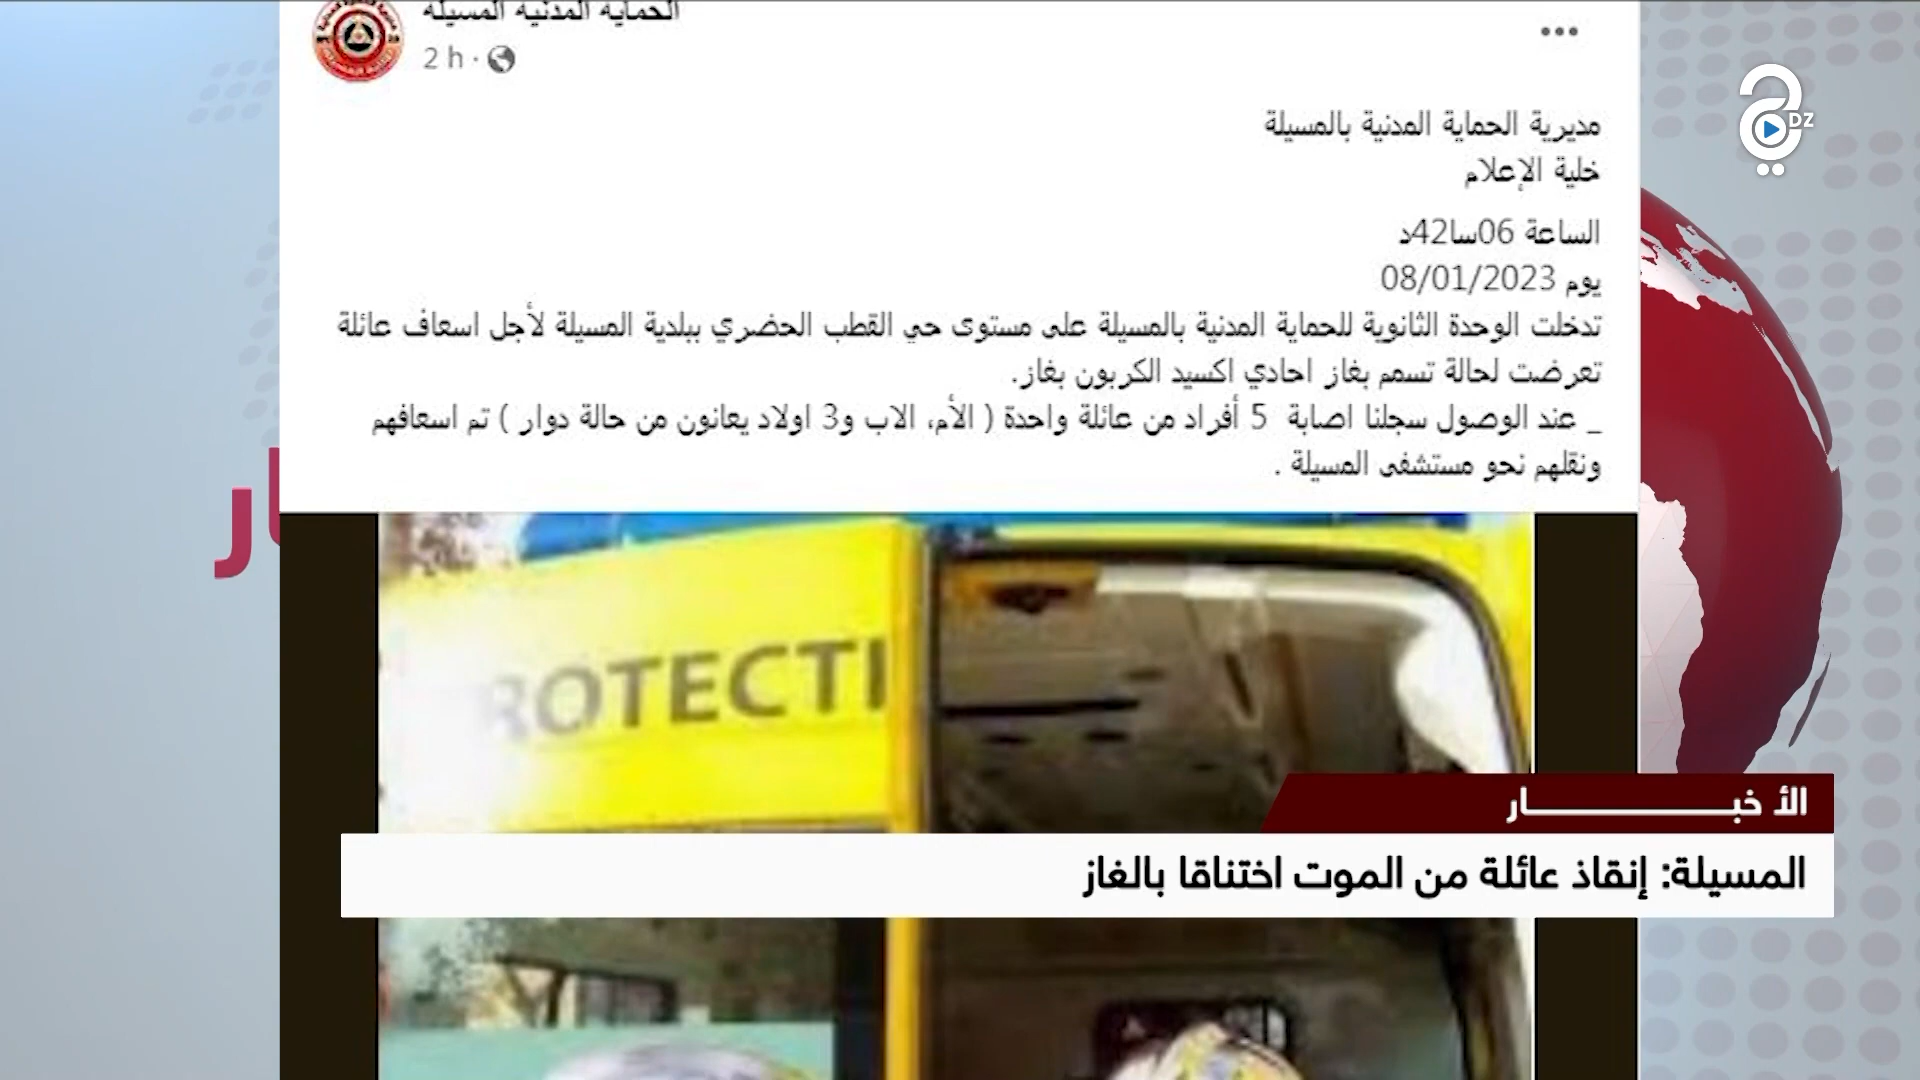 الحماية المدنية المسيلة
2 h ·
DZ
مديرية الحماية المدنية بالمسيلة
خلية الإعلام
الساعة 06سا42د
يوم 08/01/2023
تدخلت الوحدة الثانوية للحماية المدنية بالمسيلة على مستوى حي القطب الحضري ببلدية المسيلة لأجل اسعاف عائلة
تعرضت لحالة تسمم بغاز احادي اكسيد الكربون بغاز.
_ عند الوصول سجلنا اصابة 5 أفراد من عائلة واحدة ( الأم، الاب و3 اولاد يعانون من حالة دوار ) تم اسعافهم
ونقلهم نحو مستشفى المسيلة .
ار
ROTECTI
الأخبـــــــار
المسيلة: إنقاذ عائلة من الموت اختناقا بالغاز